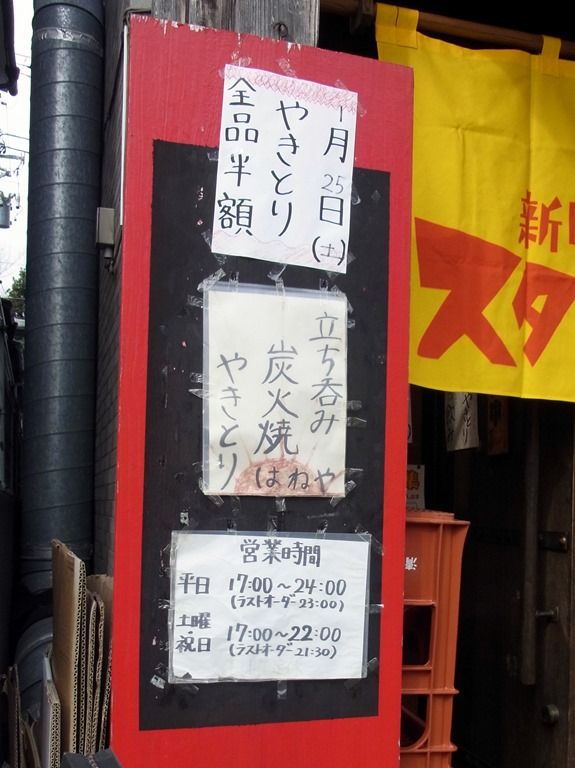 1月25日(土)
やきとり
全品半額
立ち呑み
炭火焼
やきとり
はねや
営業時間
平日 17:00~24:00
(ラストオーダー23:00)
土曜・祝日 17:00~22:00
(ラストオーダー21:30)
新
スタ